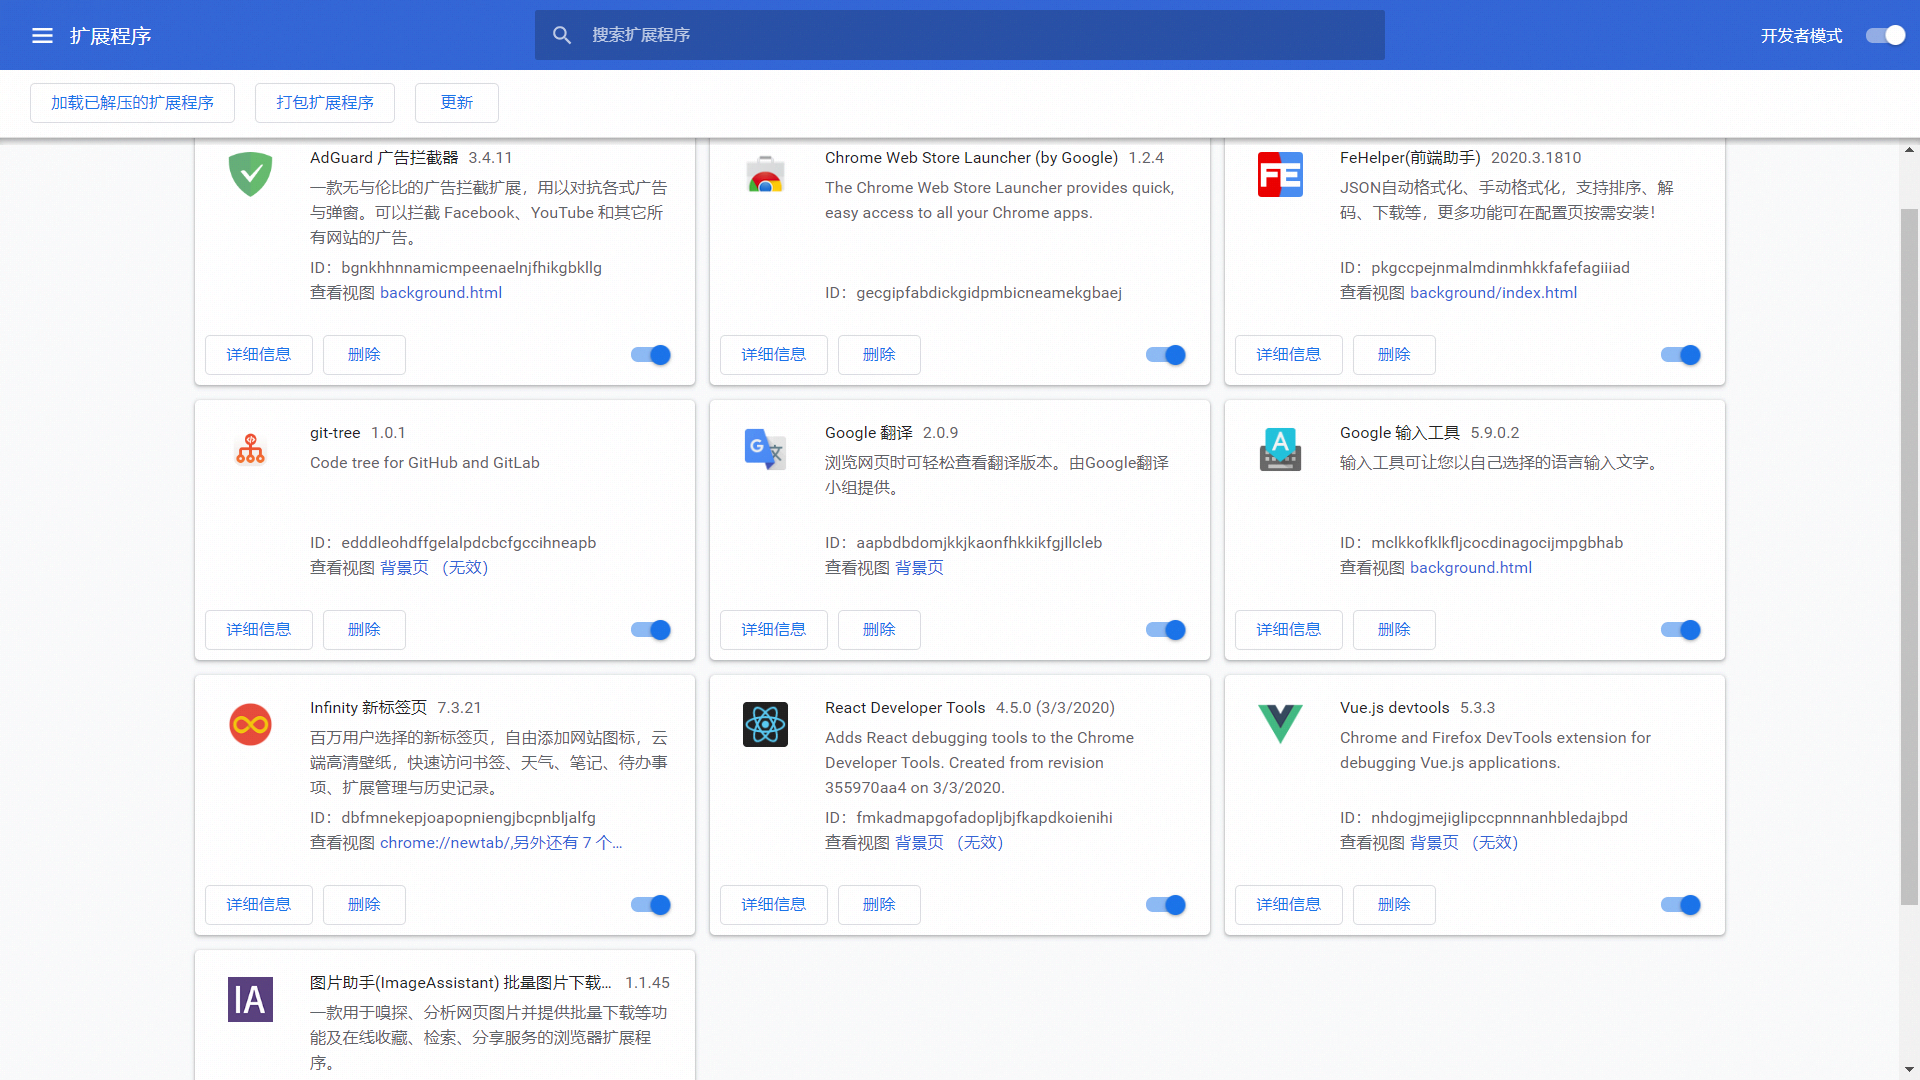 扩展程序
搜索扩展程序
开发者模式
加载已解压的扩展程序
打包扩展程序
更新
AdGuard 广告拦截器 3.4.11
一款无与伦比的广告拦截扩展，用以对抗各式广告
与弹窗。可以拦截 Facebook、YouTube 和其它所
有网站的广告。
ID：bgnkhhnnamicmpeenaelnjfhikgbkllg
查看视图 background.html
详细信息
删除
Chrome Web Store Launcher (by Google) 1.2.4
The Chrome Web Store Launcher provides quick,
easy access to all your Chrome apps.
ID：gecgipfabdickgidpmbicneamekgbaej
详细信息
删除
FE
FeHelper(前端助手) 2020.3.1810
JSON自动格式化、手动格式化，支持排序、解
码、下载等，更多功能可在配置页按需安装！
ID：pkgccpejnmalmdinmhkkfafefagiiiad
查看视图 background/index.html
详细信息
删除
git-tree 1.0.1
Code tree for GitHub and GitLab
ID：edddleohdffgelalpdcbcfgccihneapb
查看视图 背景页 （无效）
详细信息
删除
G 文
Google 翻译 2.0.9
浏览网页时可轻松查看翻译版本。由Google翻译
小组提供。
ID：aapbdbdomjkkjkaonfhkkikfgjllcleb
查看视图 背景页
详细信息
删除
A
Google 输入工具 5.9.0.2
输入工具可让您以自己选择的语言输入文字。
ID：mclkkofklkfljcocdinagocijmpgbhab
查看视图 background.html
详细信息
删除
Infinity 新标签页 7.3.21
百万用户选择的新标签页，自由添加网站图标，云
端高清壁纸，快速访问书签、天气、笔记、待办事
项、扩展管理与历史记录。
ID：dbfmnekepjoapopniengjbcpnbljalfg
查看视图 chrome://newtab/,另外还有 7 个...
详细信息
删除
React Developer Tools 4.5.0 (3/3/2020)
Adds React debugging tools to the Chrome
Developer Tools. Created from revision
355970aa4 on 3/3/2020.
ID：fmkadmapgofadopljbjfkapdkoienihi
查看视图 背景页 （无效）
详细信息
删除
Vue.js devtools 5.3.3
Chrome and Firefox DevTools extension for
debugging Vue.js applications.
ID：nhdogjmejiglipccpnnnanhbledajbpd
查看视图 背景页 （无效）
详细信息
删除
IA
图片助手(ImageAssistant) 批量图片下载... 1.1.45
一款用于嗅探、分析网页图片并提供批量下载等功
能及在线收藏、检索、分享服务的浏览器扩展程
序。